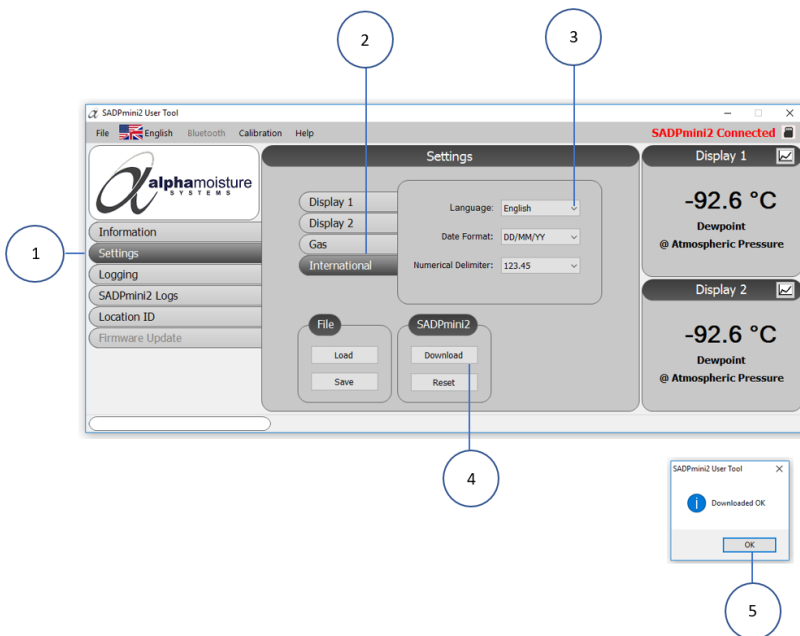 2
3
SADPmini2 User Tool
File English Bluetooth Calibration Help SADPmini2 Connected
alphamoisture
SYSTEMS
1
Information
Settings
Logging
SADPmini2 Logs
Location ID
Firmware Update
Settings
Display 1
Display 2
Gas
International
Language: English
Date Format: DD/MM/YY
Numerical Delimiter: 123.45
File
Load
Save
SADPmini2
Download
Reset
Display 1
-92.6 °C
Dewpoint
@ Atmospheric Pressure
Display 2
-92.6 °C
Dewpoint
@ Atmospheric Pressure
4
SADPmini2 User Tool
Downloaded OK
OK
5